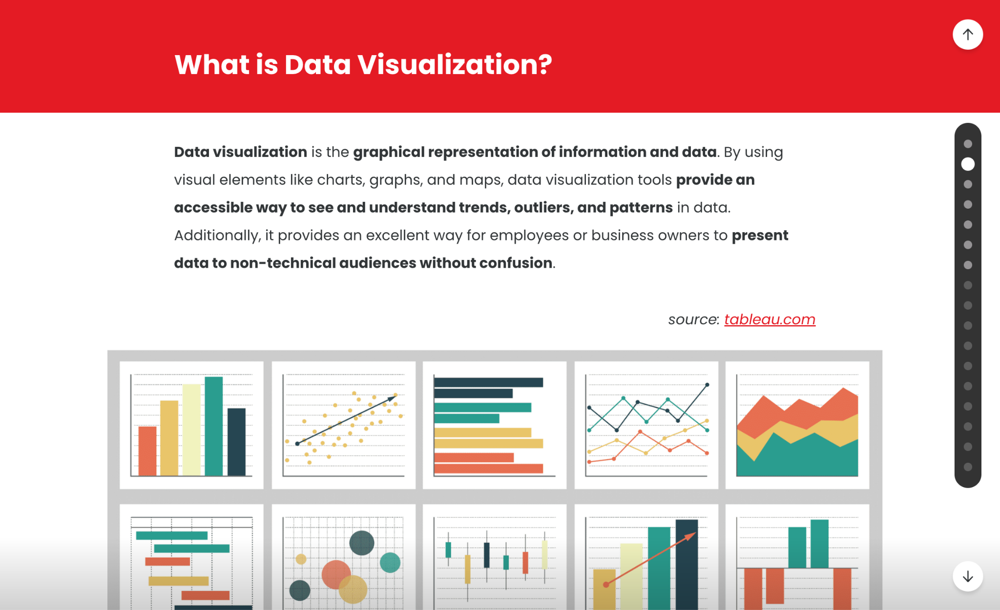 What is Data Visualization?
Data visualization is the graphical representation of information and data. By using
visual elements like charts, graphs, and maps, data visualization tools provide an
accessible way to see and understand trends, outliers, and patterns in data.
Additionally, it provides an excellent way for employees or business owners to present
data to non-technical audiences without confusion.
source: tableau.com